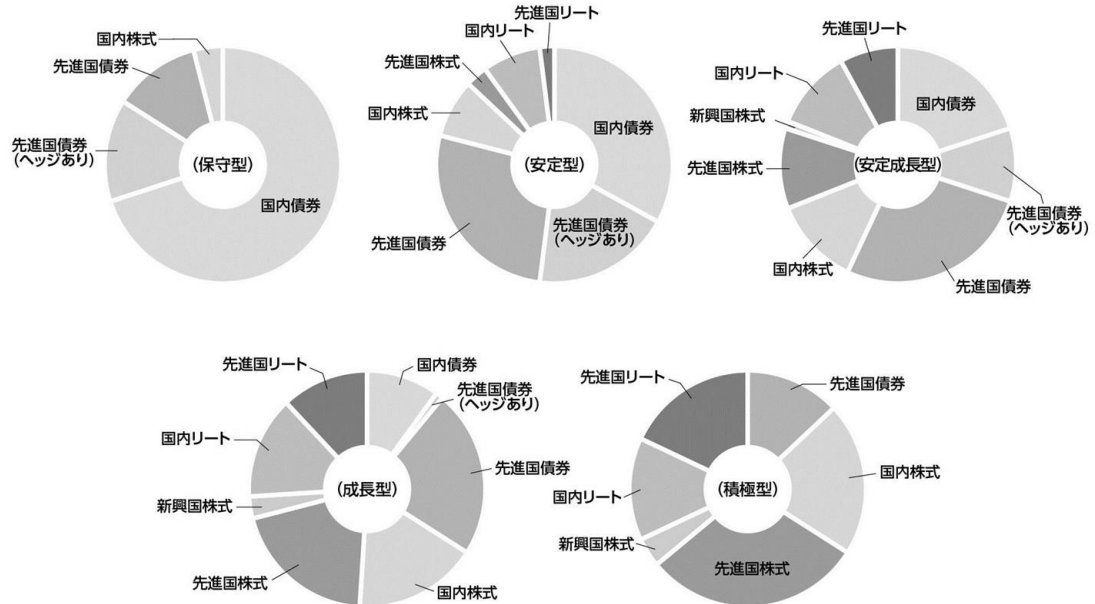 国内株式
先進国債券
先進国債券
(ヘッジあり)
(保守型)
国内債券
先進国リート
国内リート
先進国株式
国内株式
国内債券
(安定型)
先進国債券
(ヘッジあり)
先進国債券
先進国リート
国内リート
新興国株式
先進国株式
国内債券
(安定成長型)
先進国債券
(ヘッジあり)
国内株式
先進国債券
先進国リート
国内債券
先進国債券
(ヘッジあり)
国内リート
先進国債券
(成長型)
新興国株式
先進国株式
国内株式
先進国リート
先進国債券
国内株式
(積極型)
国内リート
新興国株式
先進国株式